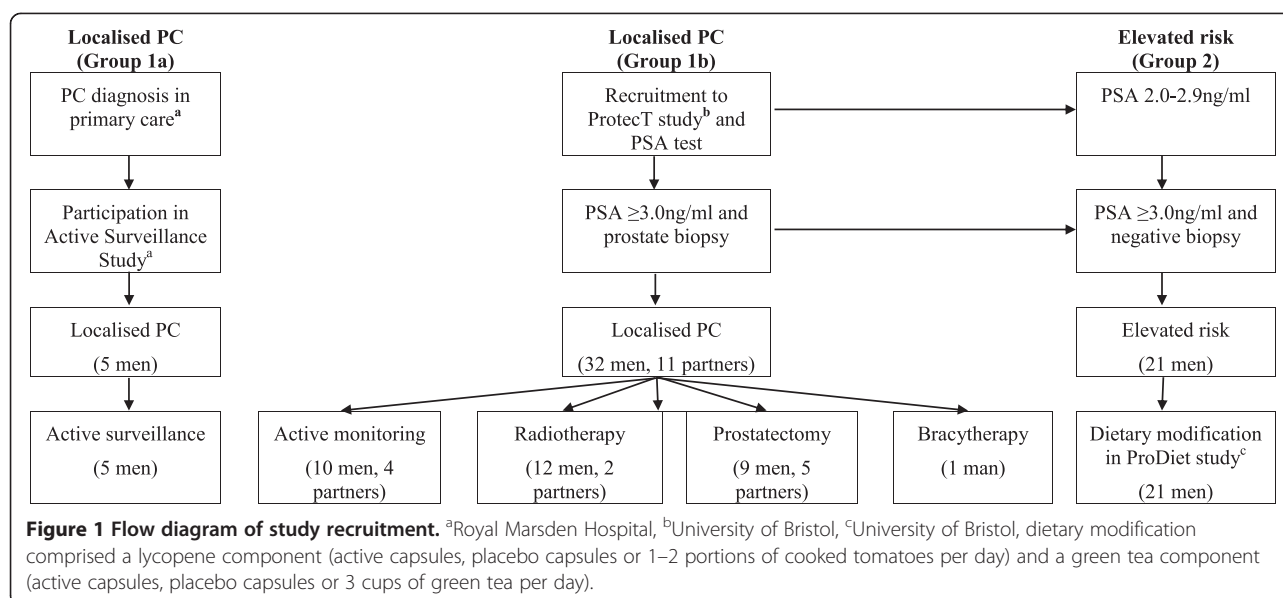 Localised PC
(Group 1a)
PC diagnosis in
primary careᵃ
Participation in
Active Surveillance
Studyᵃ
Localised PC
(5 men)
Active surveillance
(5 men)
Localised PC
(Group 1b)
Recruitment to
ProtecT studyᵇ and
PSA test
PSA ≥3.0ng/ml and
prostate biopsy
Localised PC
(32 men, 11 partners)
Active monitoring
(10 men, 4
partners)
Radiotherapy
(12 men, 2
partners)
Prostatectomy
(9 men, 5
partners)
Bracytherapy
(1 man)
Elevated risk
(Group 2)
PSA 2.0-2.9ng/ml
PSA ≥3.0ng/ml and
negative biopsy
Elevated risk
(21 men)
Dietary modification
in ProDiet studyᶜ
(21 men)
Figure 1 Flow diagram of study recruitment. ᵃRoyal Marsden Hospital, ᵇUniversity of Bristol, ᶜUniversity of Bristol, dietary modification
comprised a lycopene component (active capsules, placebo capsules or 1–2 portions of cooked tomatoes per day) and a green tea component
(active capsules, placebo capsules or 3 cups of green tea per day).